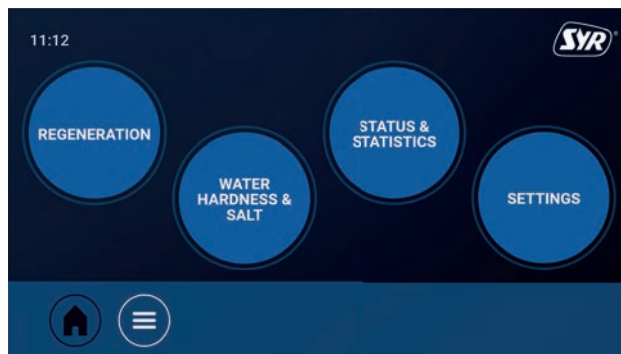 11:12
SYR
REGENERATION
WATER
HARDNESS &
SALT
STATUS &
STATISTICS
SETTINGS